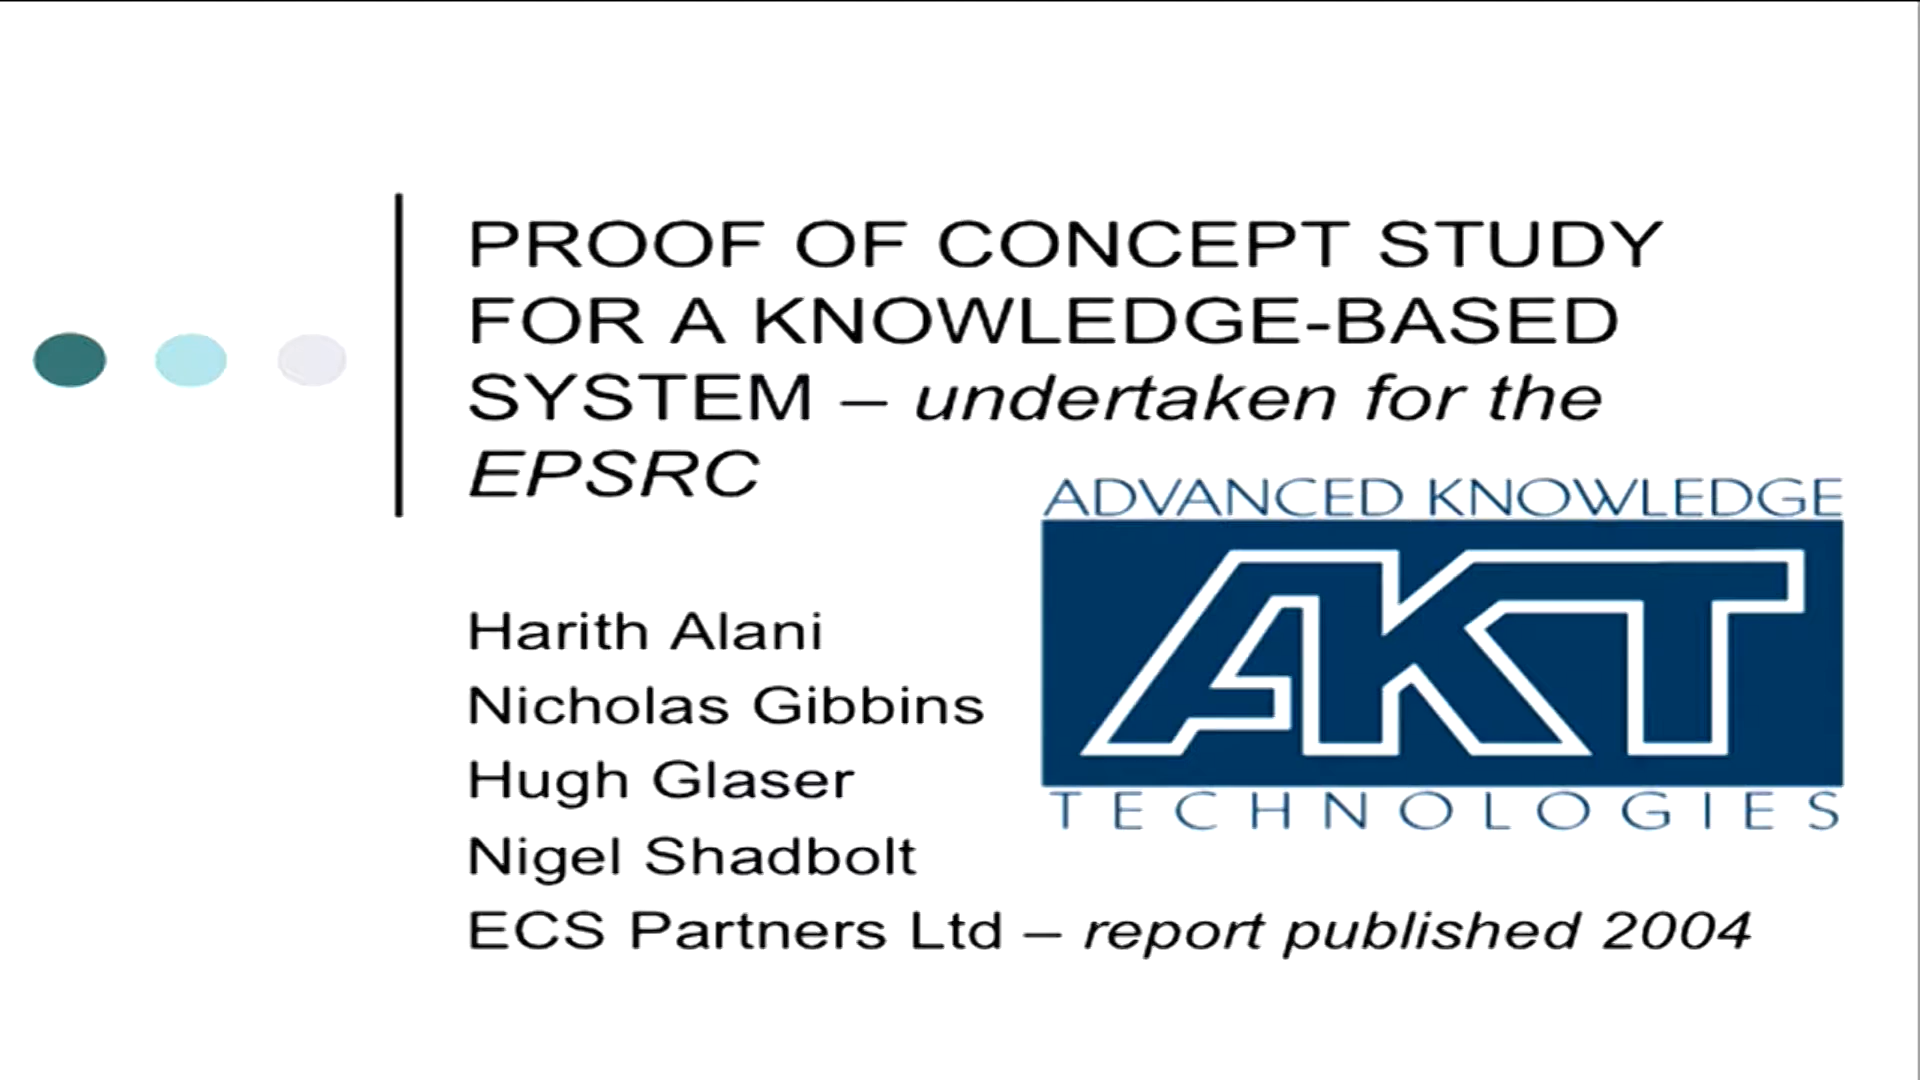 PROOF OF CONCEPT STUDY
FOR A KNOWLEDGE-BASED
SYSTEM – undertaken for the
EPSRC
ADVANCED KNOWLEDGE
AKT
TECHNOLOGIES
Harith Alani
Nicholas Gibbins
Hugh Glaser
Nigel Shadbolt
ECS Partners Ltd – report published 2004